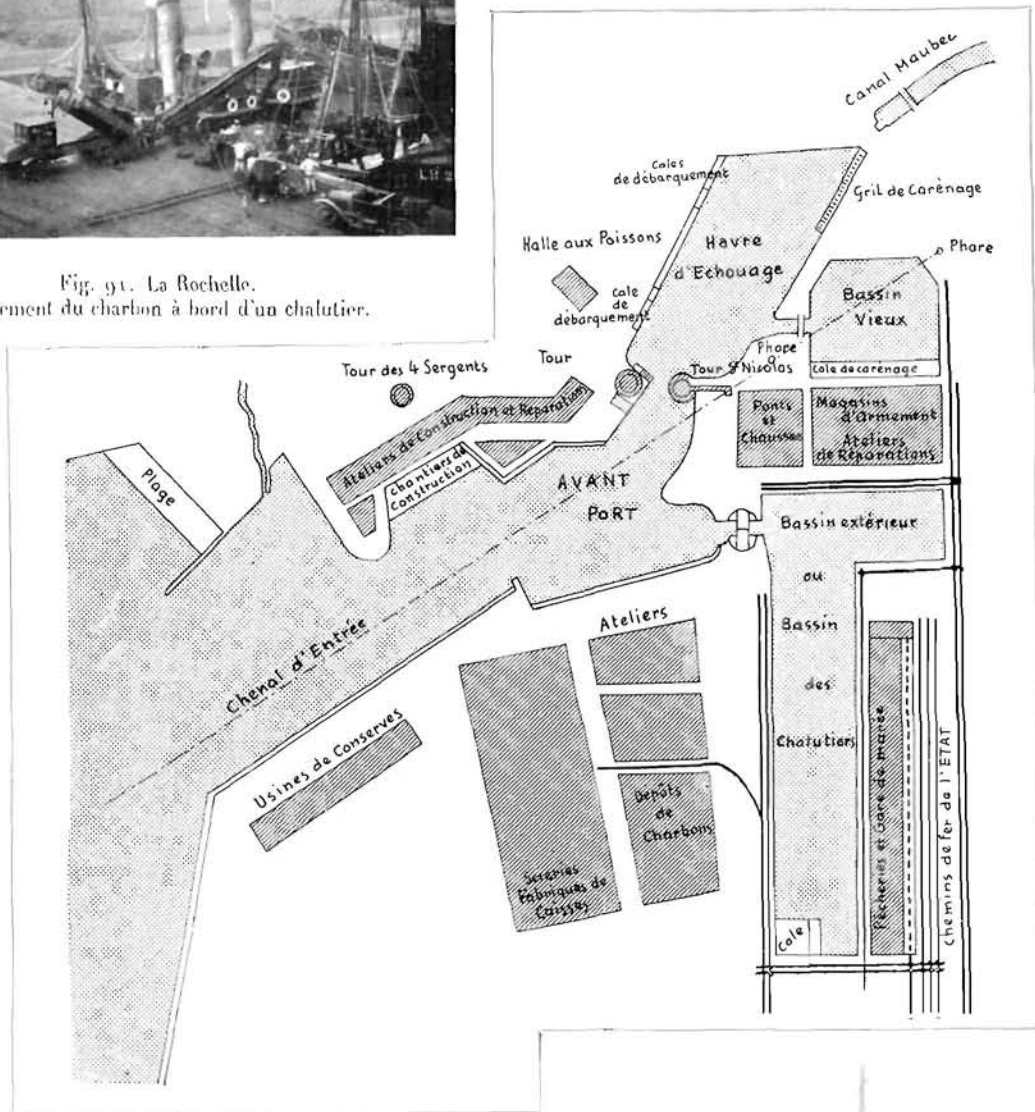 Fig. 91. La Rochelle.
ement du charbon à bord d'un chalutier.
Canal Maubec
Cales
de débarquement
Gril de Carénage
Halle aux Poissons
Havre
d'Echouage
Phare
cale
de
débarquement
Bassin
Vieux
Tour des 4 Sergents
Tour
Phare
Tour St Nicolas
Cale de carénage
Ateliers de Construction et Réparation
Ponts
et
Chaussées
Magasins
d'Armement
Ateliers
de Réparations
Plage
Chantiers de
Construction
AVANT
PORT
Bassin extérieur
ou
Bassin
des
Chalutiers
Chenal d'Entrée
Ateliers
Usines de Conserves
Dépôts
de
Charbons
Scieries
Fabriques de
Caisses
Pêcheries et Gare de marée
Chemins de fer de l'ÉTAT
Cale